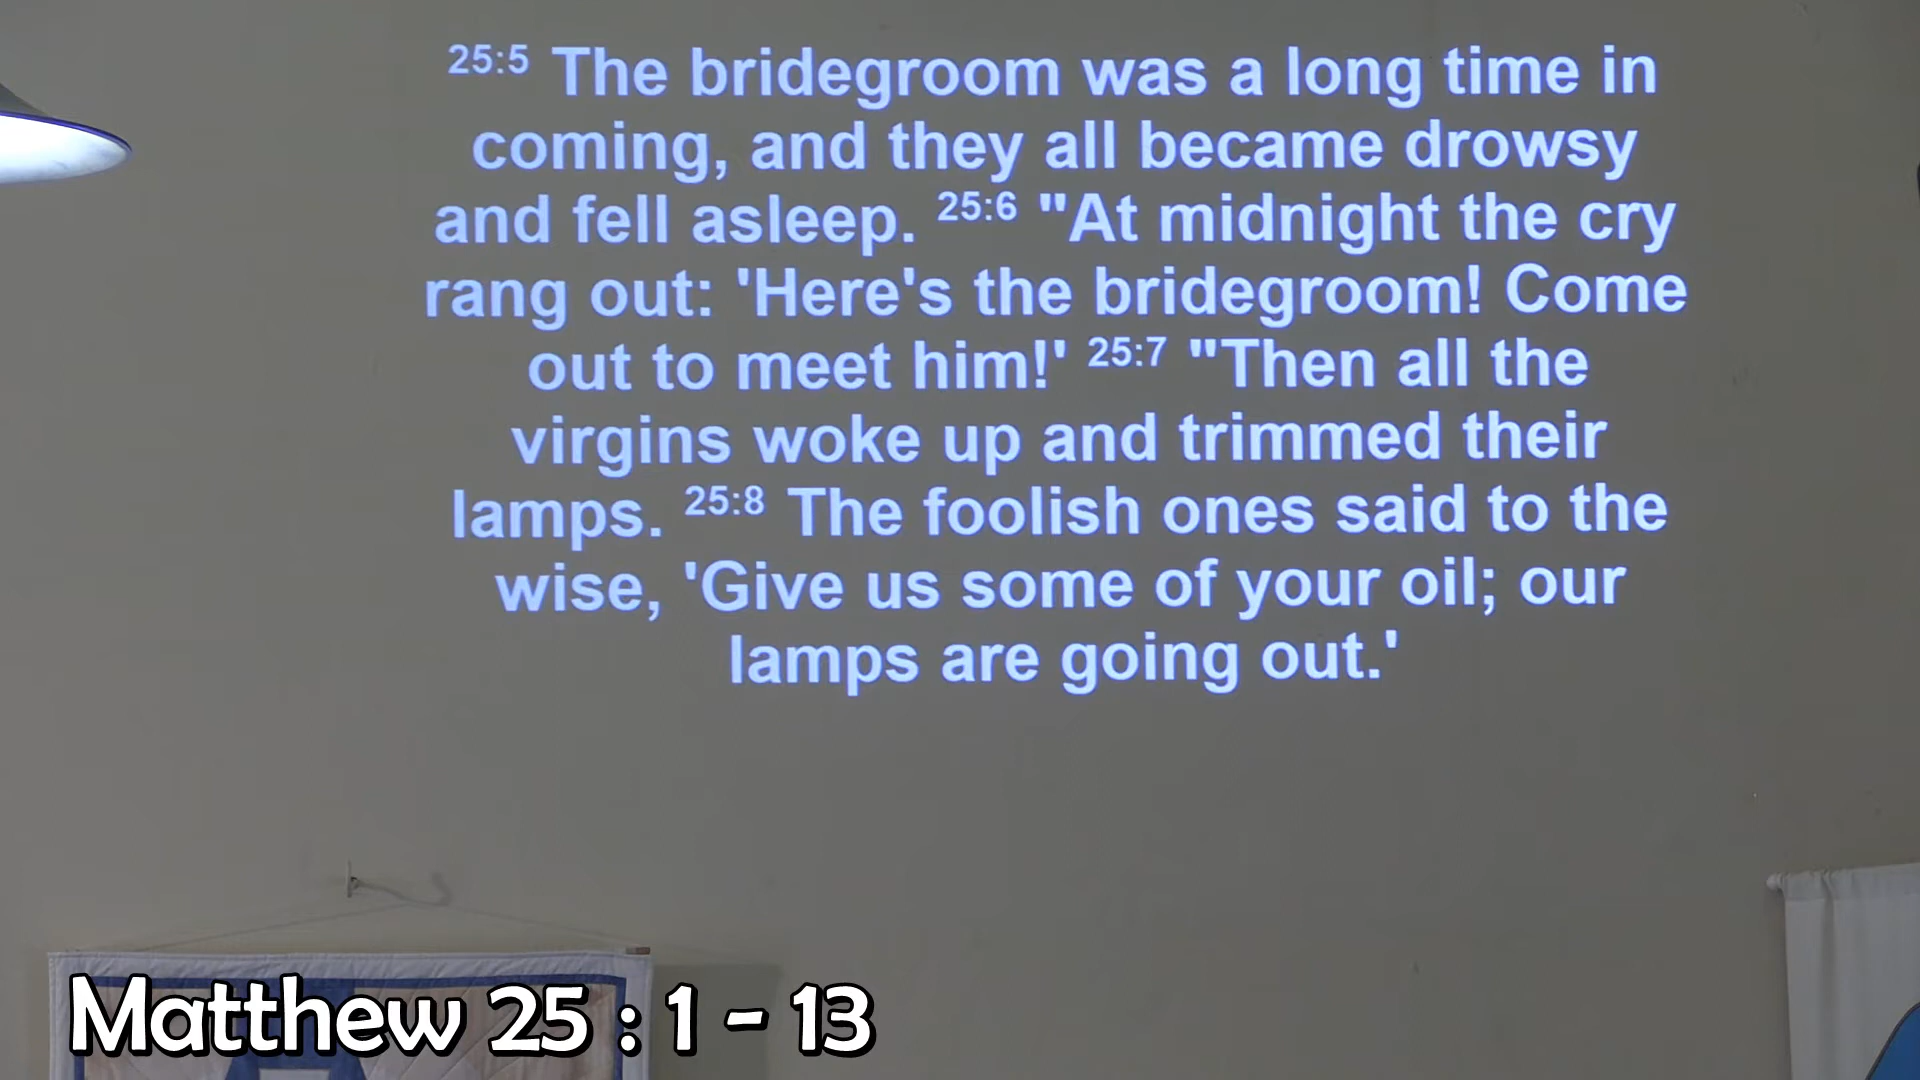 25:5 The bridegroom was a long time in
coming, and they all became drowsy
and fell asleep. 25:6 "At midnight the cry
rang out: 'Here's the bridegroom! Come
out to meet him!' 25:7 "Then all the
virgins woke up and trimmed their
lamps. 25:8 The foolish ones said to the
wise, 'Give us some of your oil; our
lamps are going out.'
Matthew 25 : 1 - 13